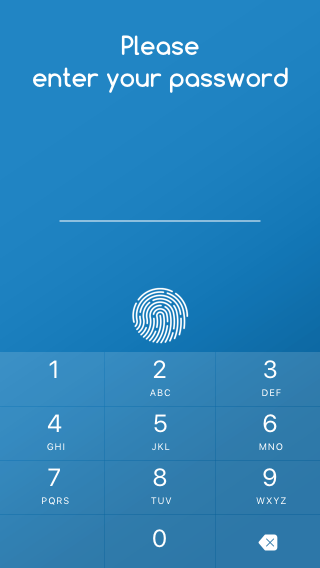 Please
enter your password
1 2 3
ABC DEF
4 5 6
GHI JKL MNO
7 8 9
PQRS TUV WXYZ
0